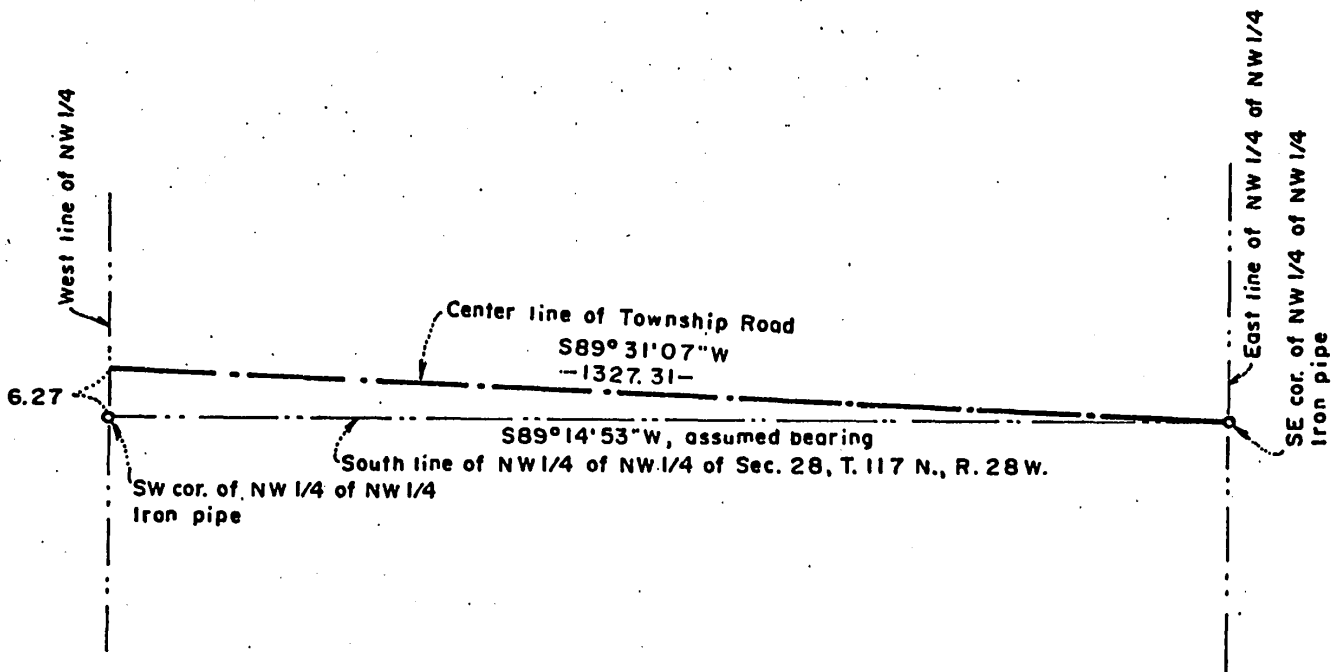 West line of NW 1/4
East line of NW 1/4 of NW 1/4
SE cor. of NW 1/4 of NW 1/4
Iron pipe
Center line of Township Road
S89°31'07"W
-1327.31-
6.27
S89°14'53"W, assumed bearing
South line of NW 1/4 of NW 1/4 of Sec. 28, T. 117 N., R. 28 W.
SW cor. of NW 1/4 of NW 1/4
Iron pipe